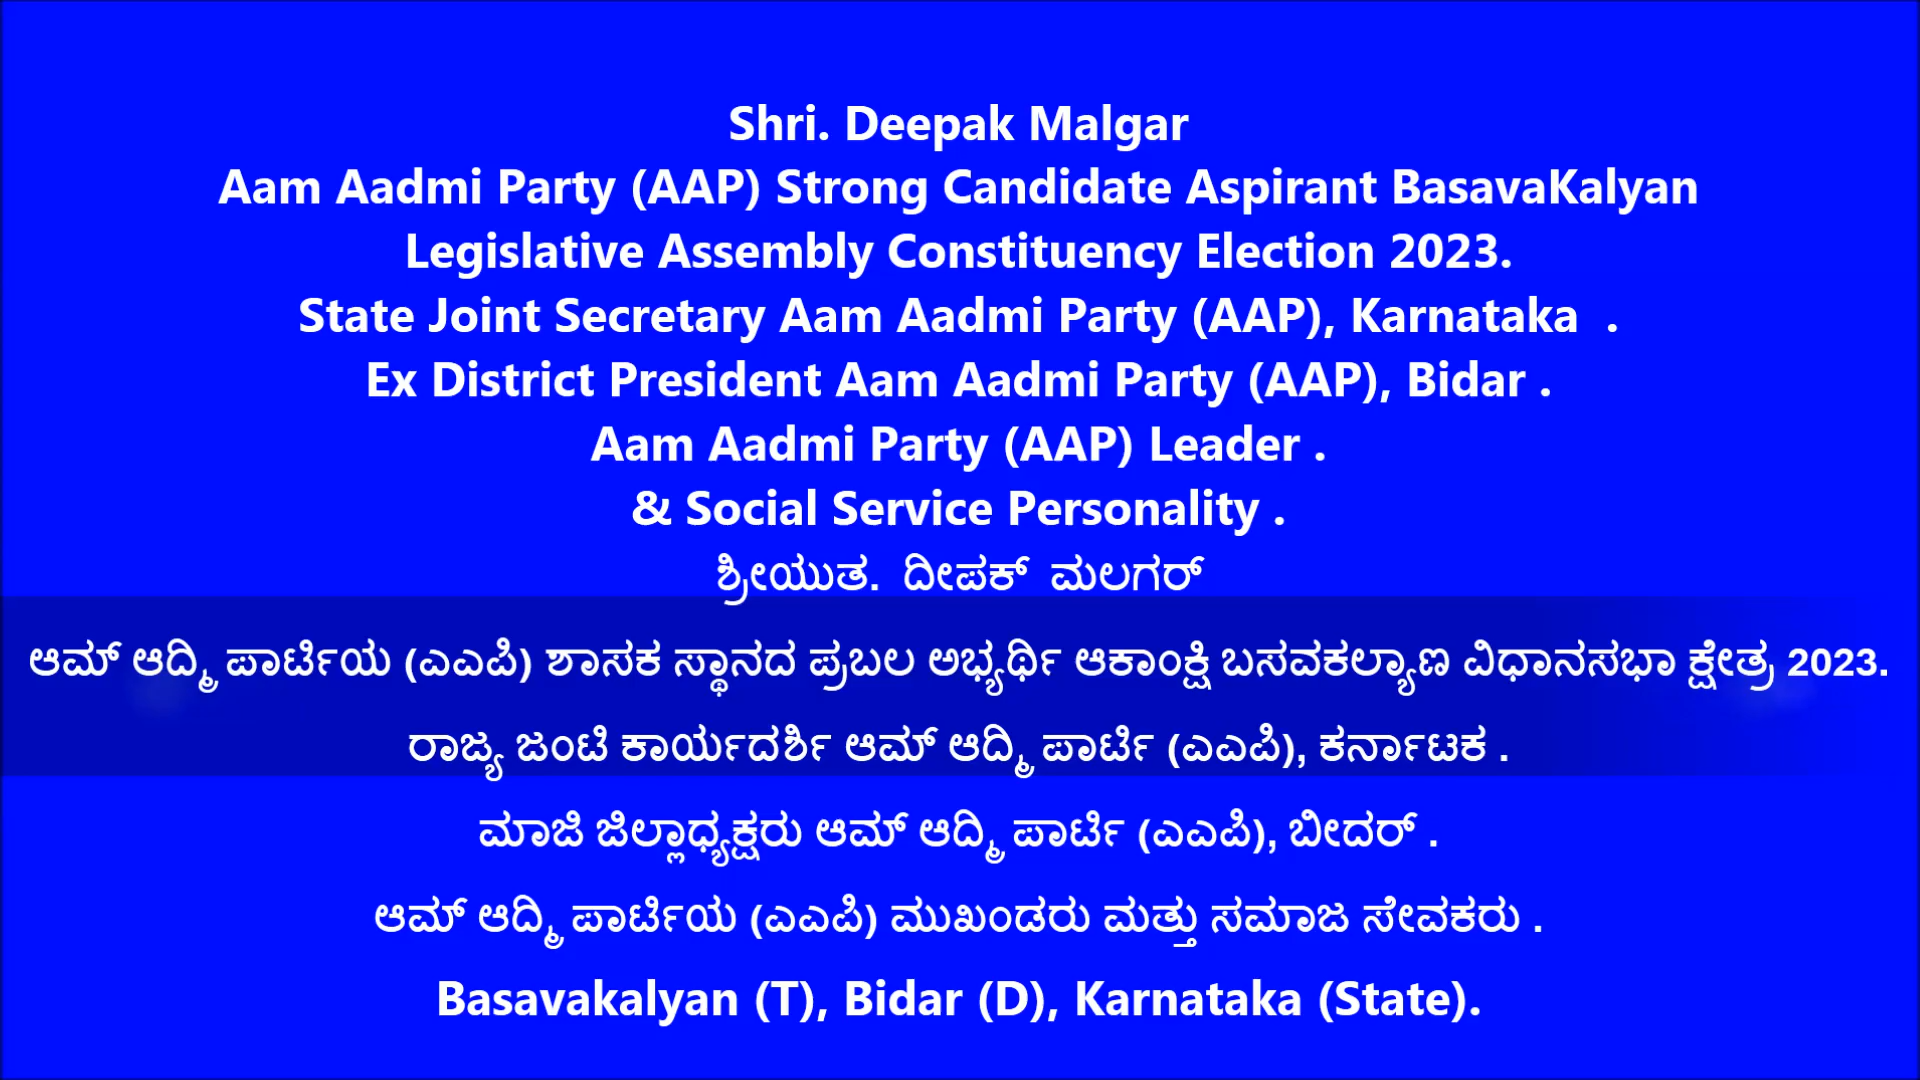 Shri. Deepak Malgar
Aam Aadmi Party (AAP) Strong Candidate Aspirant BasavaKalyan
Legislative Assembly Constituency Election 2023.
State Joint Secretary Aam Aadmi Party (AAP), Karnataka  .
Ex District President Aam Aadmi Party (AAP), Bidar .
Aam Aadmi Party (AAP) Leader .
& Social Service Personality .
ಶ್ರೀಯುತ. ದೀಪಕ್ ಮಲಗರ್
ಆಮ್ ಆದ್ಮಿ ಪಾರ್ಟಿಯ (ಎಎಪಿ) ಶಾಸಕ ಸ್ಥಾನದ ಪ್ರಬಲ ಅಭ್ಯರ್ಥಿ ಆಕಾಂಕ್ಷಿ ಬಸವಕಲ್ಯಾಣ ವಿಧಾನಸಭಾ ಕ್ಷೇತ್ರ 2023.
ರಾಜ್ಯ ಜಂಟಿ ಕಾರ್ಯದರ್ಶಿ ಆಮ್ ಆದ್ಮಿ ಪಾರ್ಟಿ (ಎಎಪಿ), ಕರ್ನಾಟಕ .
ಮಾಜಿ ಜಿಲ್ಲಾಧ್ಯಕ್ಷರು ಆಮ್ ಆದ್ಮಿ ಪಾರ್ಟಿ (ಎಎಪಿ), ಬೀದರ್ .
ಆಮ್ ಆದ್ಮಿ ಪಾರ್ಟಿಯ (ಎಎಪಿ) ಮುಖಂಡರು ಮತ್ತು ಸಮಾಜ ಸೇವಕರು .
Basavakalyan (T), Bidar (D), Karnataka (State).